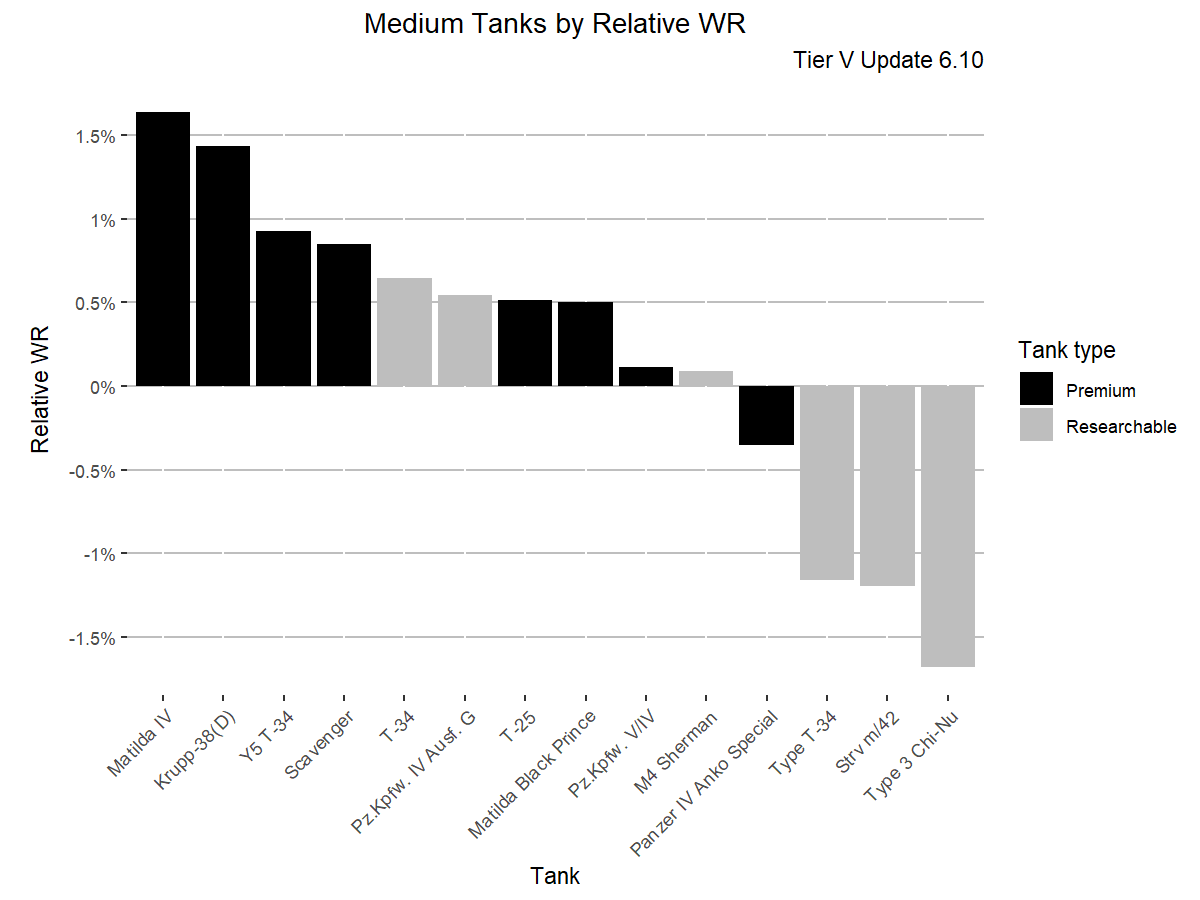 Medium Tanks by Relative WR
Tier V Update 6.10
Relative WR
1.5%
1%
0.5%
0%
-0.5%
-1%
-1.5%
Matilda IV
Krupp-38(D)
Y5 T-34
Scavenger
T-34
Pz.Kpfw. IV Ausf. G
T-25
Matilda Black Prince
Pz.Kpfw. V/IV
M4 Sherman
Panzer IV Anko Special
Type T-34
Strv m/42
Type 3 Chi-Nu
Tank
Tank type
Premium
Researchable